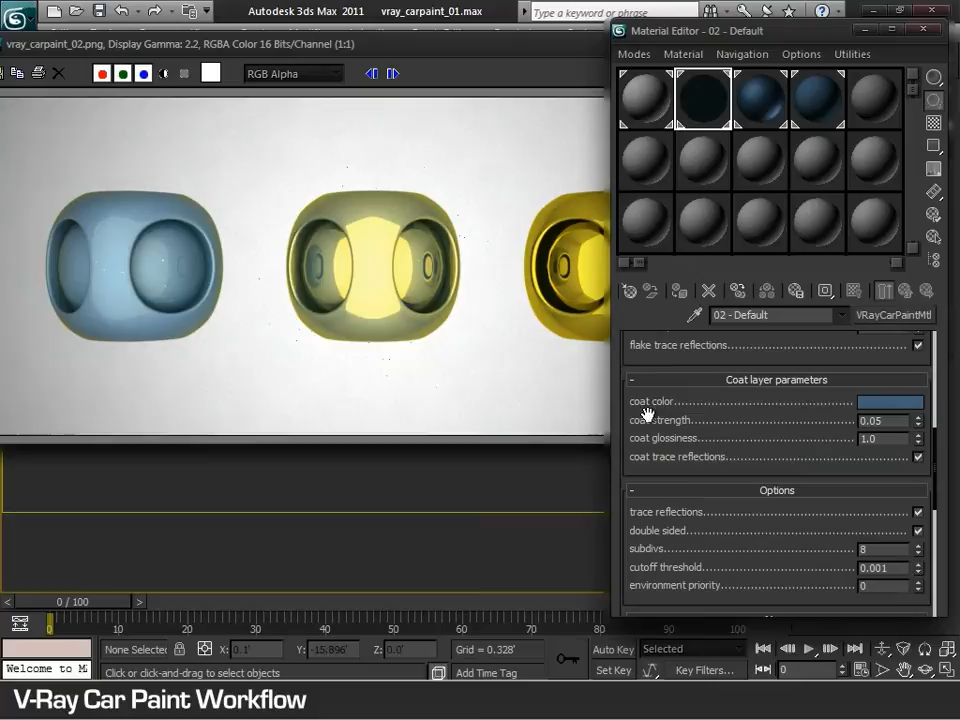 Autodesk 3ds Max 2011 vray_carpaint_01.max
Type a keyword or phrase
vray_carpaint_02.png, Display Gamma: 2.2, RGBA Color 16 Bits/Channel (1:1)
RGB Alpha
Material Editor - 02 - Default
Modes Material Navigation Options Utilities
02 - Default
VRayCarPaintMtl
flake trace reflections
- Coat layer parameters
coat color
coat strength 0.05
coat glossiness 1.0
coat trace reflections
- Options
trace reflections
double sided
subdivs 8
cutoff threshold 0.001
environment priority 0
< 0 / 100 >
0 10 20 30 40 50 60 70 80 90 100
None Selected X: 0.1' Y: -15.896' Z: 0.0' Grid = 0.328' Auto Key Selected
Welcome to M
Click or click-and-drag to select objects Add Time Tag Set Key Key Filters... 0
V-Ray Car Paint Workflow